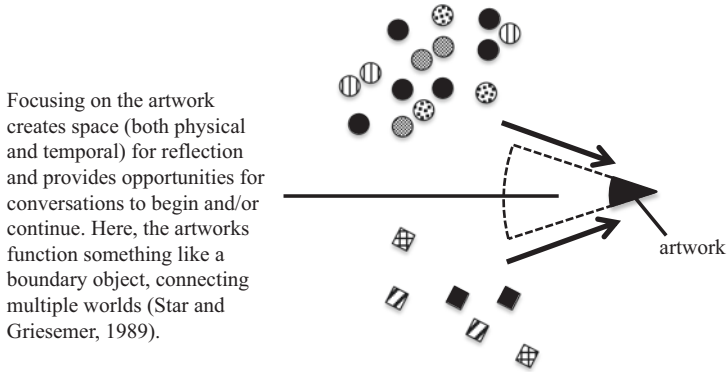 Focusing on the artwork
creates space (both physical
and temporal) for reflection
and provides opportunities for
conversations to begin and/or
continue. Here, the artworks
function something like a
boundary object, connecting
multiple worlds (Star and
Griesemer, 1989).
artwork